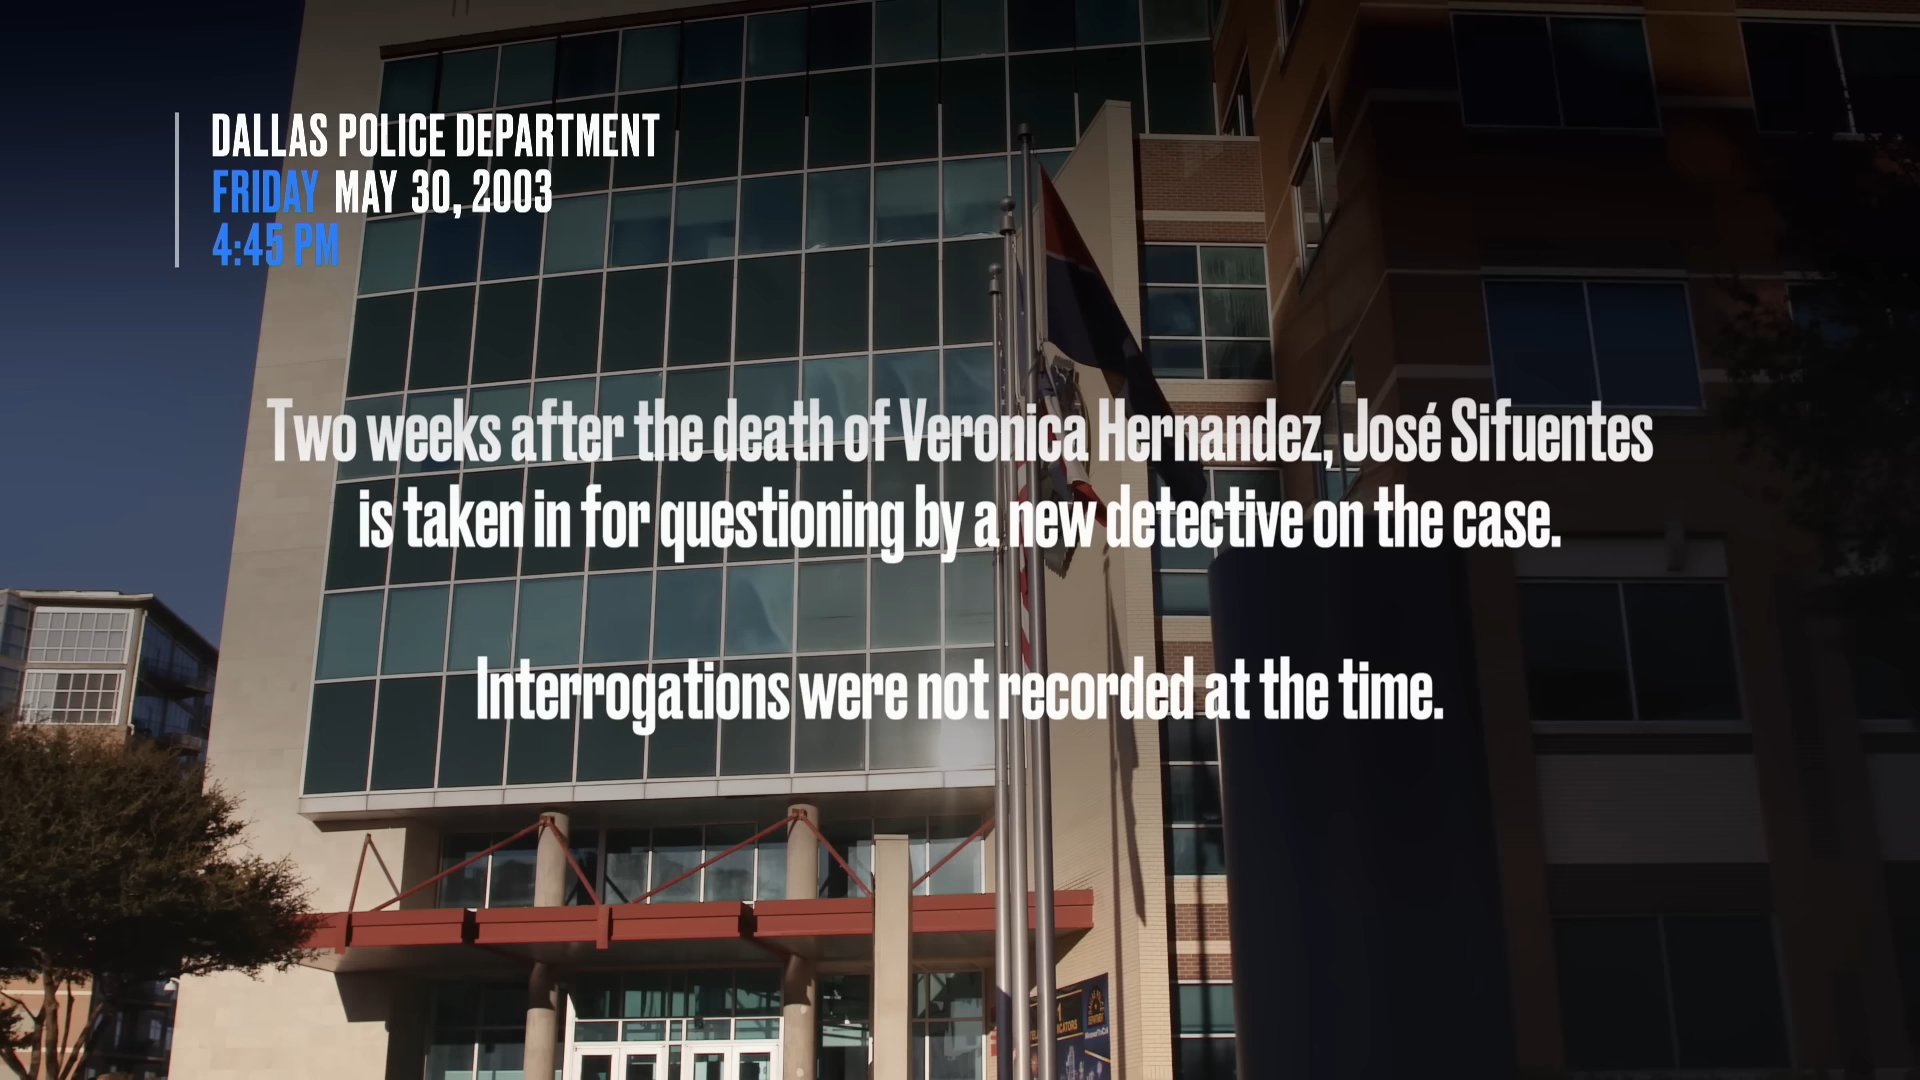 DALLAS POLICE DEPARTMENT
FRIDAY MAY 30, 2003
4:45 PM
Two weeks after the death of Veronica Hernandez, José Sifuentes
is taken in for questioning by a new detective on the case.
Interrogations were not recorded at the time.